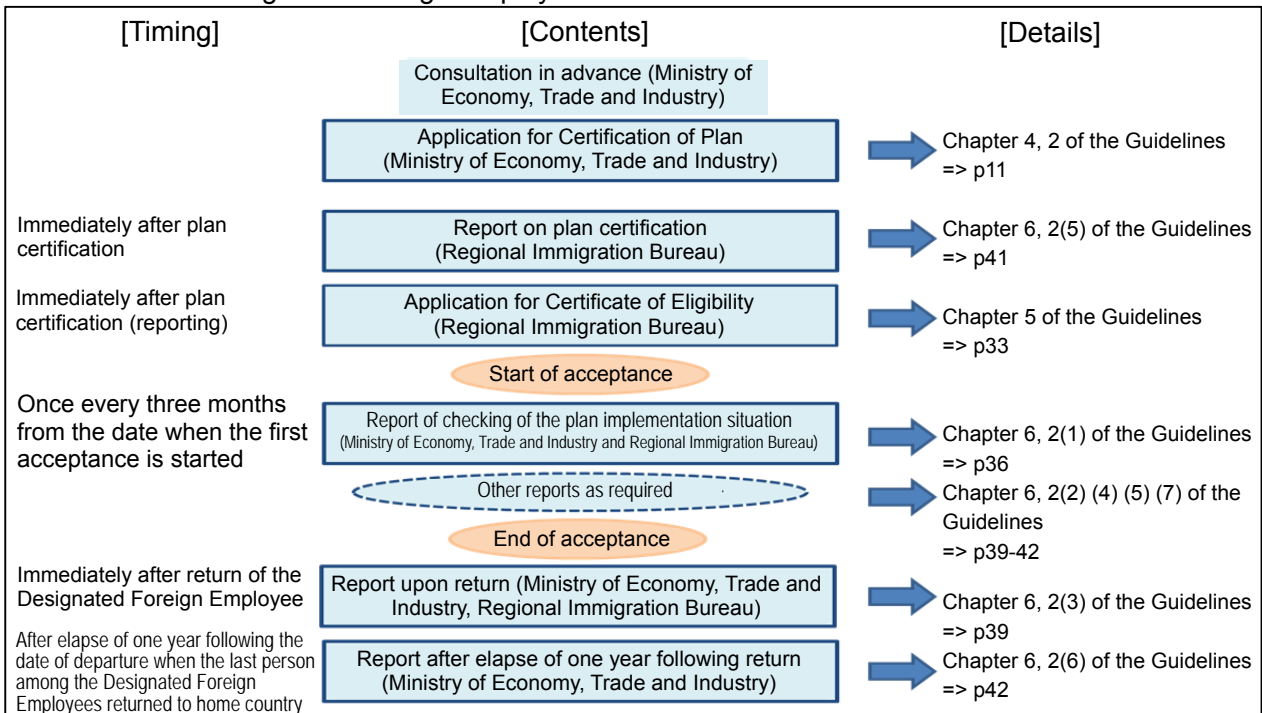 [Timing] [Contents] [Details]
Consultation in advance (Ministry of
Economy, Trade and Industry)
Application for Certification of Plan
(Ministry of Economy, Trade and Industry)
Chapter 4, 2 of the Guidelines
=> p11
Immediately after plan
certification
Report on plan certification
(Regional Immigration Bureau)
Chapter 6, 2(5) of the Guidelines
=> p41
Immediately after plan
certification (reporting)
Application for Certificate of Eligibility
(Regional Immigration Bureau)
Chapter 5 of the Guidelines
=> p33
Start of acceptance
Once every three months
from the date when the first
acceptance is started
Report of checking of the plan implementation situation
(Ministry of Economy, Trade and Industry and Regional Immigration Bureau)
Chapter 6, 2(1) of the Guidelines
=> p36
Other reports as required
Chapter 6, 2(2) (4) (5) (7) of the
Guidelines
=> p39-42
End of acceptance
Immediately after return of the
Designated Foreign Employee
Report upon return (Ministry of Economy, Trade and
Industry, Regional Immigration Bureau)
Chapter 6, 2(3) of the Guidelines
=> p39
After elapse of one year following the
date of departure when the last person
among the Designated Foreign
Employees returned to home country
Report after elapse of one year following return
(Ministry of Economy, Trade and Industry)
Chapter 6, 2(6) of the Guidelines
=> p42